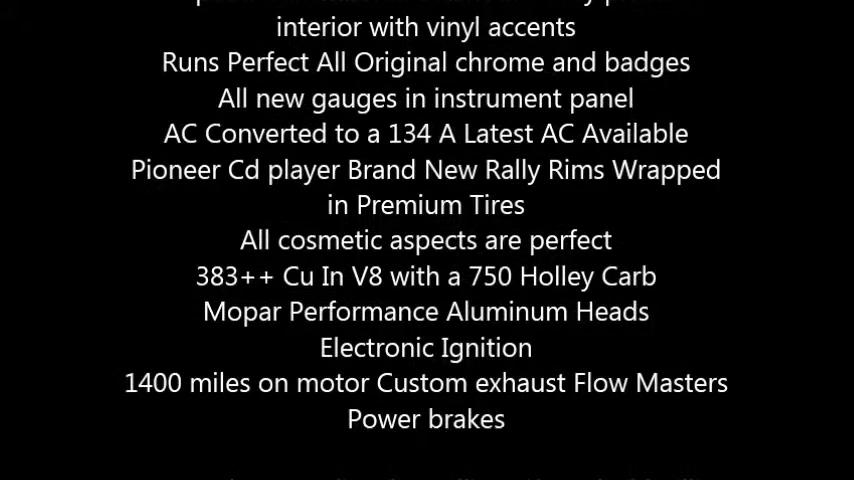 interior with vinyl accents
Runs Perfect All Original chrome and badges
All new gauges in instrument panel
AC Converted to a 134 A Latest AC Available
Pioneer Cd player Brand New Rally Rims Wrapped
in Premium Tires
All cosmetic aspects are perfect
383++ Cu In V8 with a 750 Holley Carb
Mopar Performance Aluminum Heads
Electronic Ignition
1400 miles on motor Custom exhaust Flow Masters
Power brakes